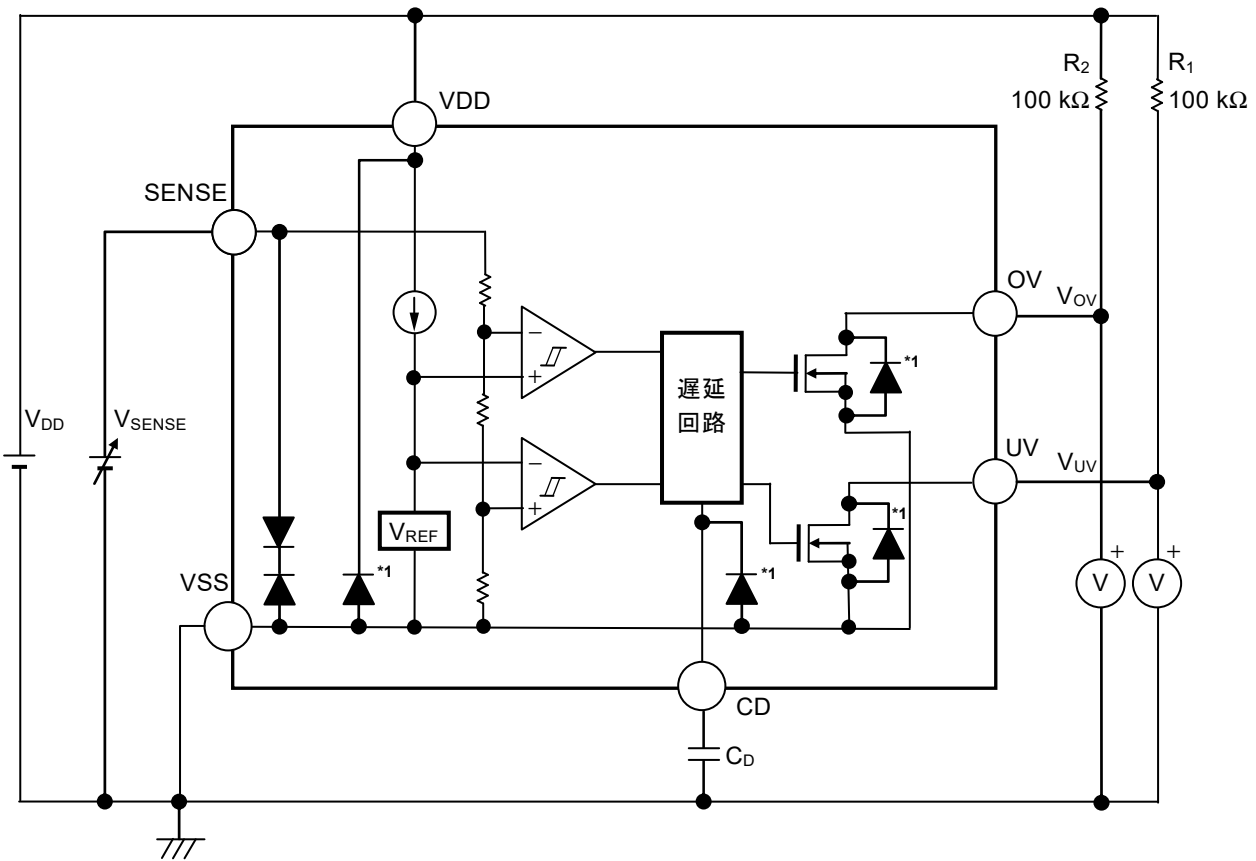 R2
100 kΩ
R1
100 kΩ
VDD
SENSE
OV
VOV
−
+
*1
遅延
回路
VDD
VSENSE
UV
VUV
−
+
*1
VREF
VSS
*1
*1
+
V
+
V
CD
CD